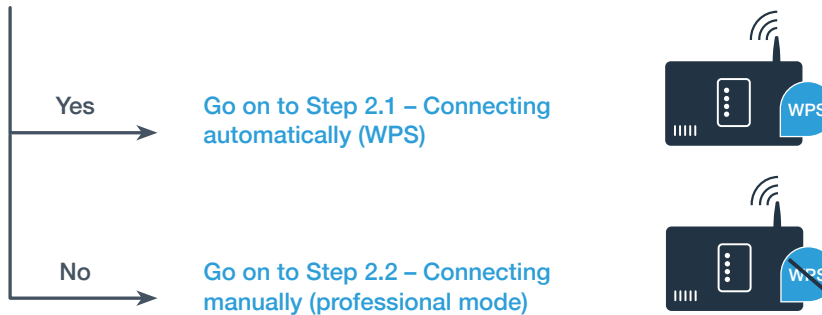 Yes
Go on to Step 2.1 – Connecting
automatically (WPS)
WPS
No
Go on to Step 2.2 – Connecting
manually (professional mode)
WPS